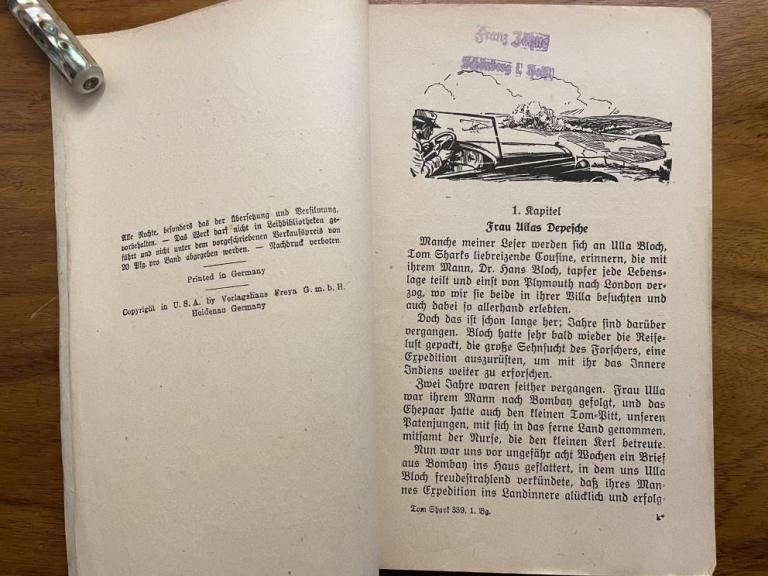 Alle Rechte, besonders das der Übersetzung und Verfilmung,
vorbehalten. — Das Werk darf nicht in Leihbibliotheken ge-
führt und nicht unter dem vorgeschriebenen Verkaufspreis von
20 Pfg. pro Band abgegeben werden. — Nachdruck verboten.
Printed in Germany
Copyright in U. S. A. by Verlagshaus Freya G. m. b. H.
Heidenau Germany
Franz
Schönberg i.
1. Kapitel
Frau Ullas Depesche
Manche meiner Leser werden sich an Ulla Bloch,
Tom Sharks liebreizende Cousine, erinnern, die mit
ihrem Mann, Dr. Hans Bloch, tapfer jede Lebens-
lage teilt und einst von Plymouth nach London ver-
zog, wo wir sie beide in ihrer Villa besuchten und
auch dabei so allerhand erlebten.
Doch das ist schon lange her; Jahre sind darüber
vergangen. Bloch hatte sehr bald wieder die Reise-
lust gepackt, die große Sehnsucht des Forschers, eine
Expedition auszurüsten, um mit ihr das Innere
Indiens weiter zu erforschen.
Zwei Jahre waren seither vergangen. Frau Ulla
war ihrem Mann nach Bombay gefolgt, und das
Ehepaar hatte auch den kleinen Tom-Pitt, unseren
Patenjungen, mit sich in das ferne Land genommen,
mitsamt der Nurse, die den kleinen Kerl betreute.
Nun war uns vor ungefähr acht Wochen ein Brief
aus Bombay ins Haus geflattert, in dem uns Ulla
Bloch freudestrahlend verkündete, daß ihres Man-
nes Expedition ins Landinnere glücklich und erfolg-
Tom Shark 539. 1. Bg.